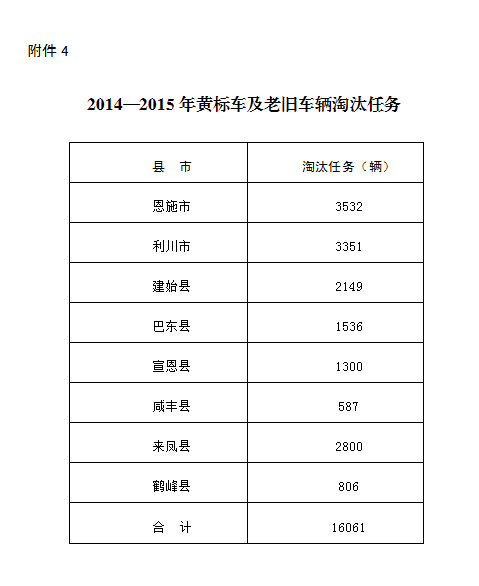 附件 4
2014—2015 年黄标车及老旧车辆淘汰任务
县 市 淘汰任务（辆）
恩施市 3532
利川市 3351
建始县 2149
巴东县 1536
宣恩县 1300
咸丰县 587
来凤县 2800
鹤峰县 806
合 计 16061